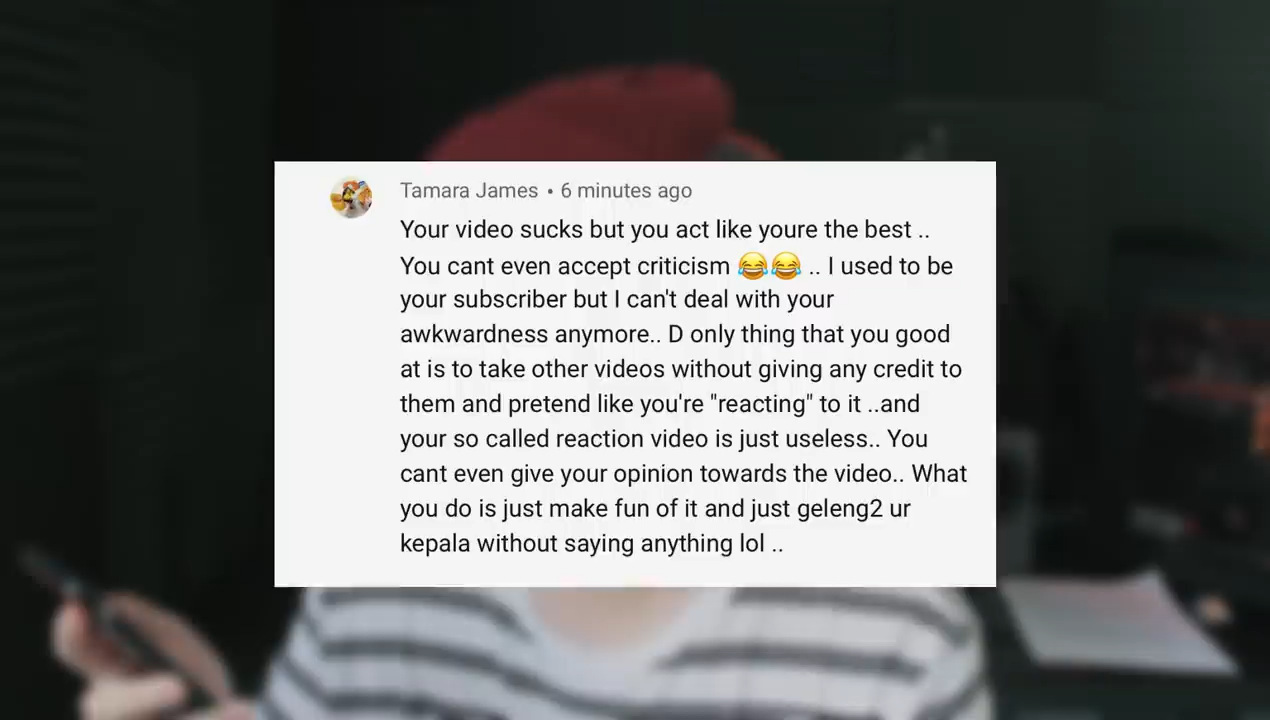 Tamara James • 6 minutes ago
Your video sucks but you act like youre the best ..
You cant even accept criticism 😂😂 .. I used to be
your subscriber but I can't deal with your
awkwardness anymore.. D only thing that you good
at is to take other videos without giving any credit to
them and pretend like you're "reacting" to it ..and
your so called reaction video is just useless.. You
cant even give your opinion towards the video.. What
you do is just make fun of it and just geleng2 ur
kepala without saying anything lol ..